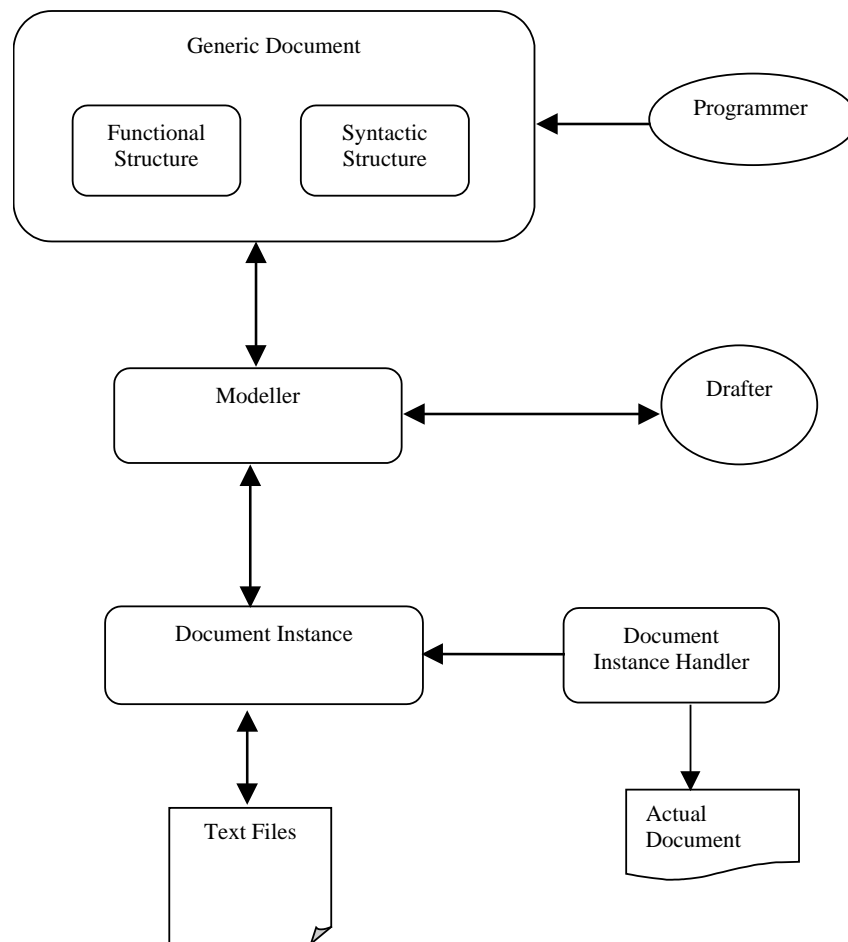 Generic Document
Functional
Structure
Syntactic
Structure
Programmer
Modeller
Drafter
Document Instance
Document
Instance Handler
Text Files
Actual
Document